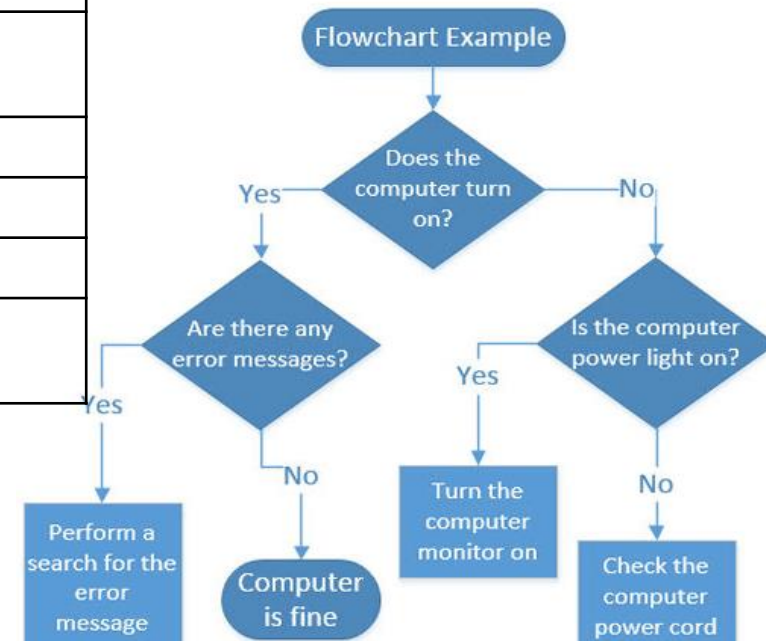 Flowchart Example
Does the
computer turn
on?
Yes
No
Are there any
error messages?
Is the computer
power light on?
Yes
No
Yes
No
Perform a
search for the
error
message
Computer
is fine
Turn the
computer
monitor on
Check the
computer
power cord